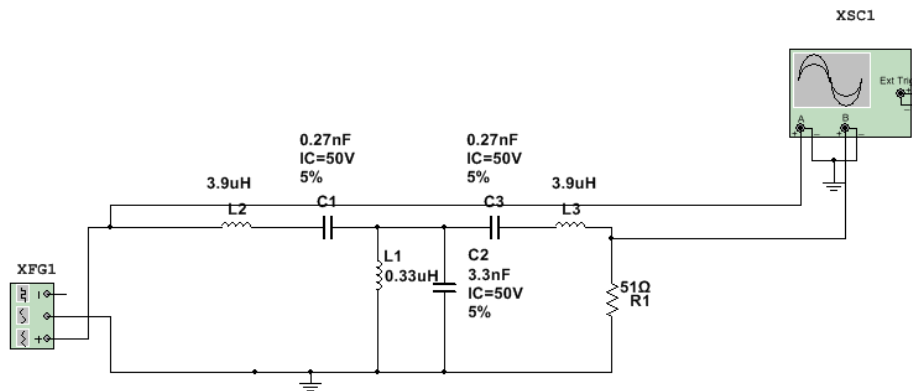 XSC1
Ext Trig
+
–
A
B
+
–
+
–
0.27nF
IC=50V
5%
0.27nF
IC=50V
5%
3.9uH
3.9uH
C1
C3
L2
L3
L1
0.33uH
C2
3.3nF
IC=50V
5%
XFG1
+
51Ω
R1